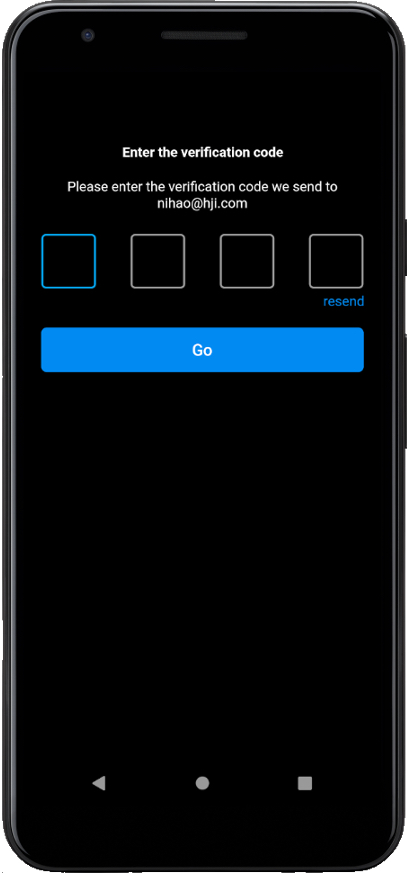 Enter the verification code
Please enter the verification code we send to
nihao@hji.com
resend
Go